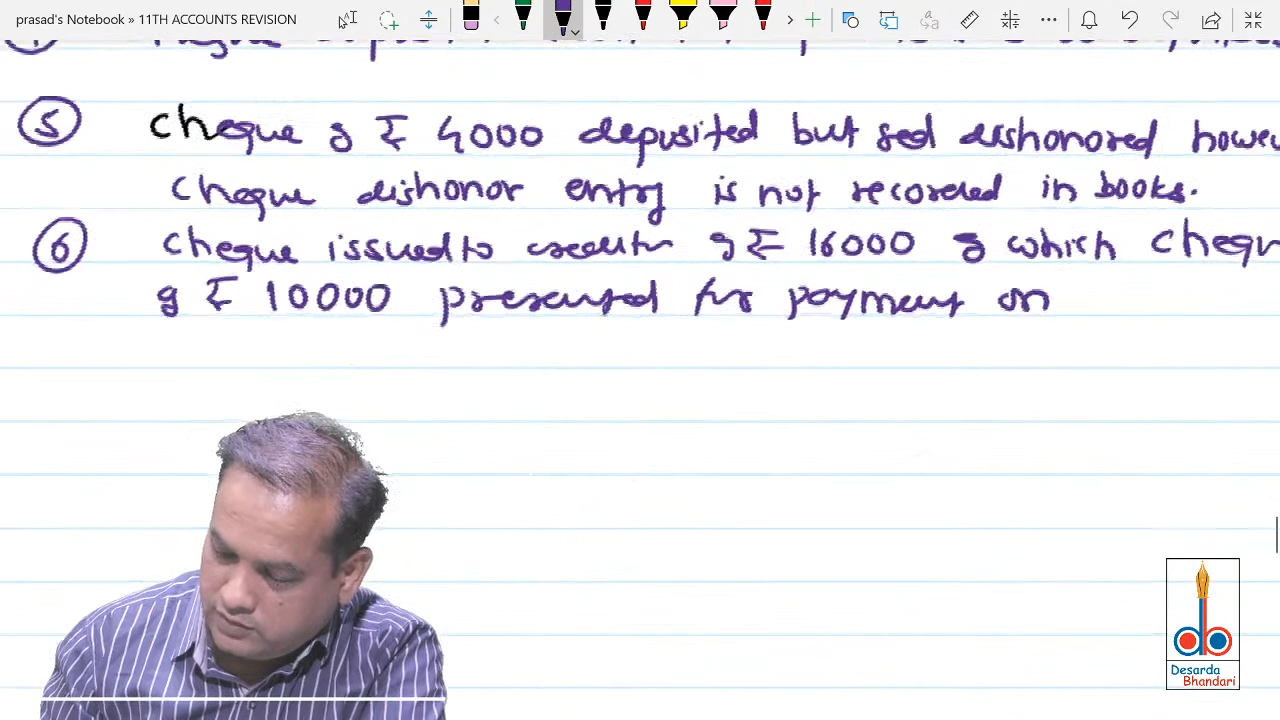 prasad's Notebook » 11TH ACCOUNTS REVISION
⑤ Cheque of ₹ 4000 deposited but dishonored
Cheque dishonor entry is not recorded in books.
⑥ Cheque issued to creditor of ₹ 16000 of which Chequ
of ₹ 10000 presented for payment on
Desarda
Bhandari